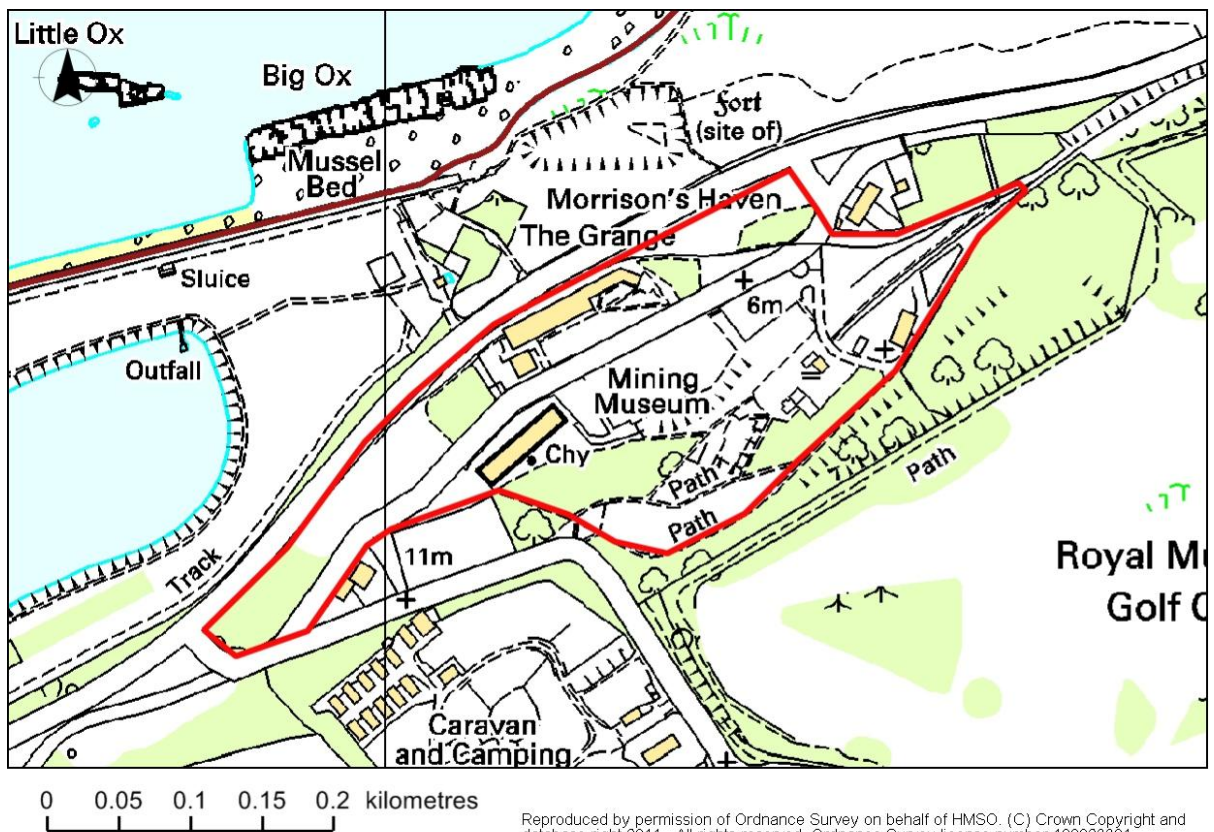 Little Ox
Big Ox
Mussel
Bed
Fort
(site of)
Morrison's Haven
The Grange
Sluice
6m
Outfall
Mining
Museum
Chy
Path
Path
Path
Track
11m
Royal Mu
Golf C
Caravan
and Camping
0 0.05 0.1 0.15 0.2 kilometres
Reproduced by permission of Ordnance Survey on behalf of HMSO. (C) Crown Copyright and